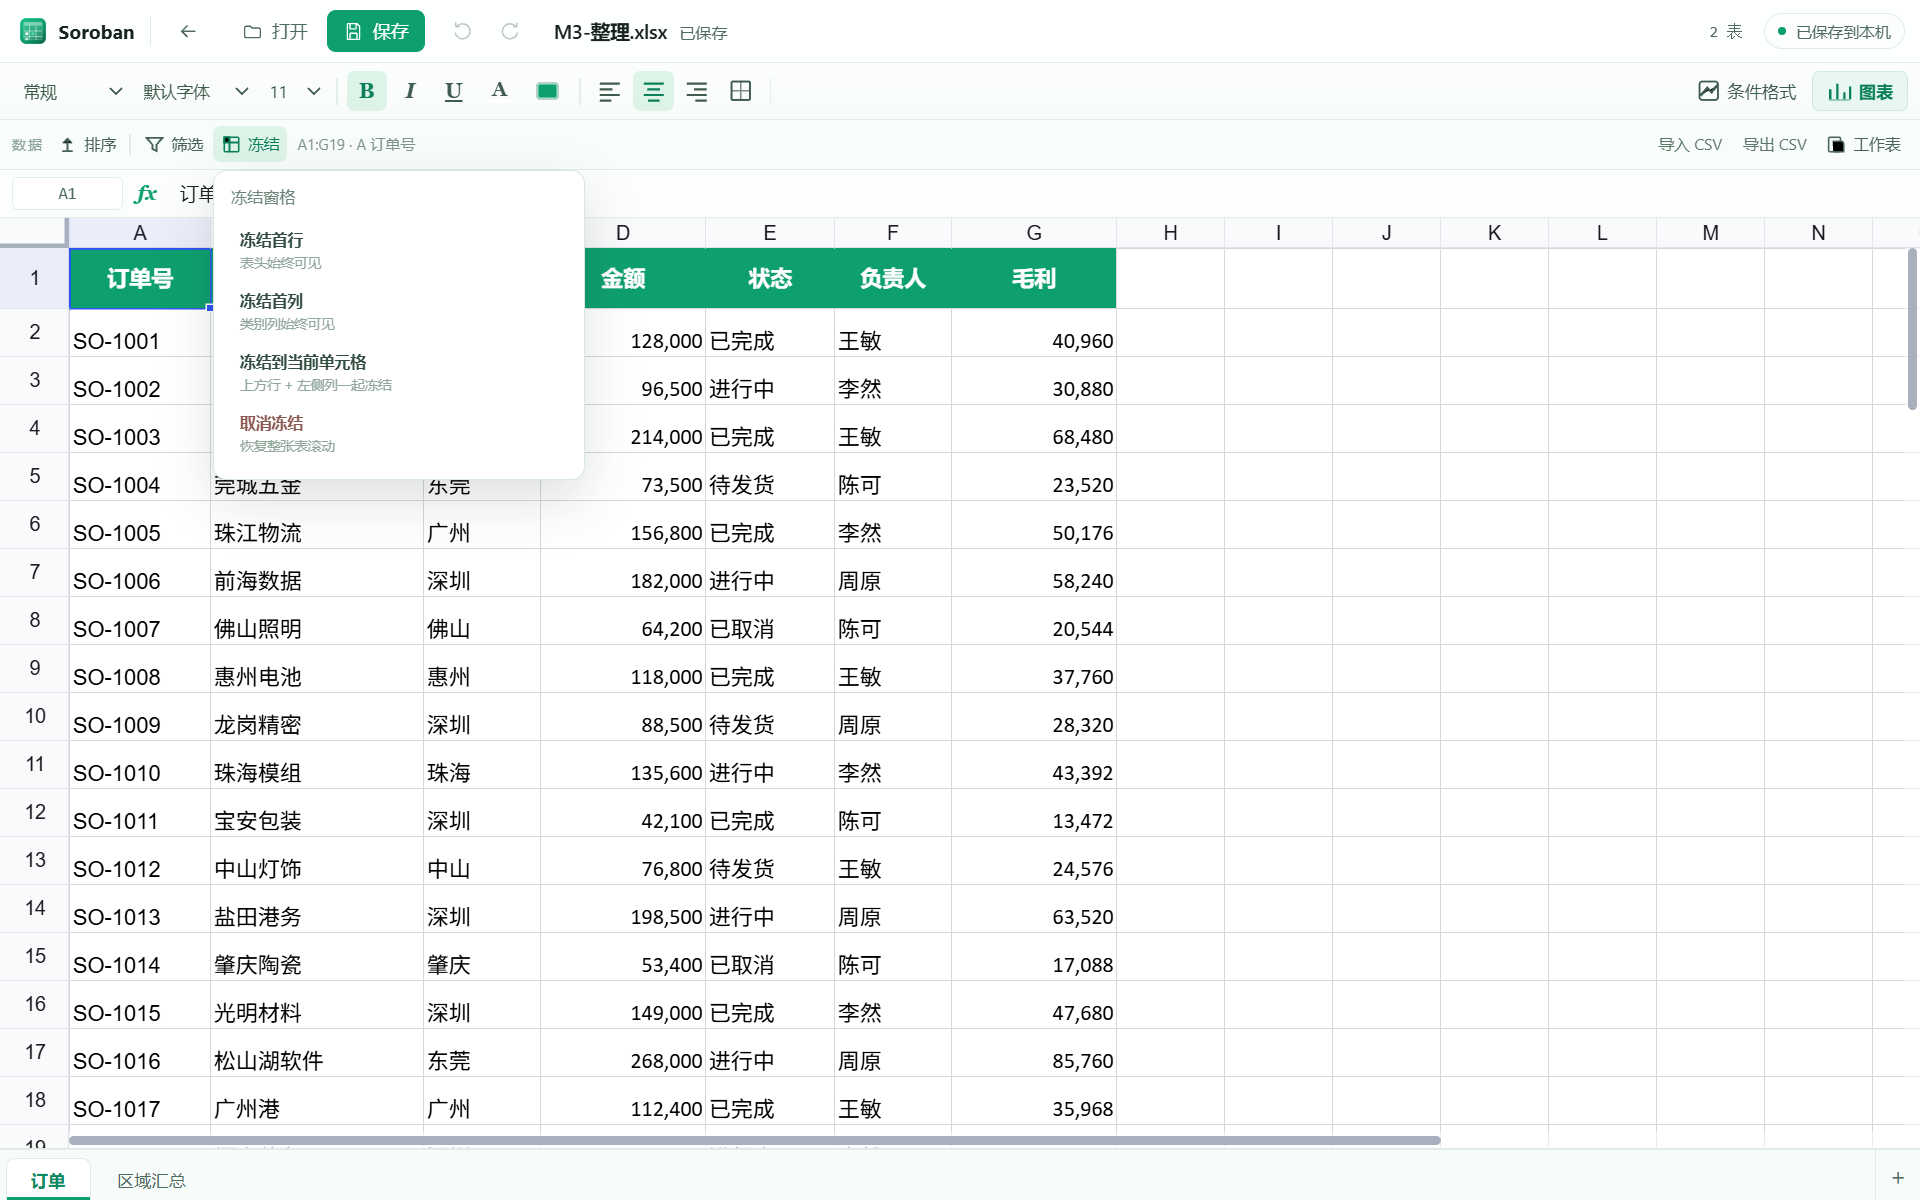 Soroban
打开
保存
M3-整理.xlsx 已保存
2 表
已保存到本机
常规
默认字体
11
B I U A
条件格式
图表
数据 排序 筛选 冻结 A1:G19 · A 订单号
导入 CSV 导出 CSV 工作表
A1 fx 订单
冻结窗格
冻结首行
表头始终可见
冻结首列
类别列始终可见
冻结到当前单元格
上方行 + 左侧列一起冻结
取消冻结
恢复整张表滚动
A D E F G H I J K L M N
1 订单号 金额 状态 负责人 毛利
2 SO-1001 128,000 已完成 王敏 40,960
3 SO-1002 96,500 进行中 李然 30,880
4 SO-1003 214,000 已完成 王敏 68,480
5 SO-1004 莞城五金 东莞 73,500 待发货 陈可 23,520
6 SO-1005 珠江物流 广州 156,800 已完成 李然 50,176
7 SO-1006 前海数据 深圳 182,000 进行中 周原 58,240
8 SO-1007 佛山照明 佛山 64,200 已取消 陈可 20,544
9 SO-1008 惠州电池 惠州 118,000 已完成 王敏 37,760
10 SO-1009 龙岗精密 深圳 88,500 待发货 周原 28,320
11 SO-1010 珠海模组 珠海 135,600 进行中 李然 43,392
12 SO-1011 宝安包装 深圳 42,100 已完成 陈可 13,472
13 SO-1012 中山灯饰 中山 76,800 待发货 王敏 24,576
14 SO-1013 盐田港务 深圳 198,500 进行中 周原 63,520
15 SO-1014 肇庆陶瓷 肇庆 53,400 已取消 陈可 17,088
16 SO-1015 光明材料 深圳 149,000 已完成 李然 47,680
17 SO-1016 松山湖软件 东莞 268,000 进行中 周原 85,760
18 SO-1017 广州港 广州 112,400 已完成 王敏 35,968
19
订单 区域汇总